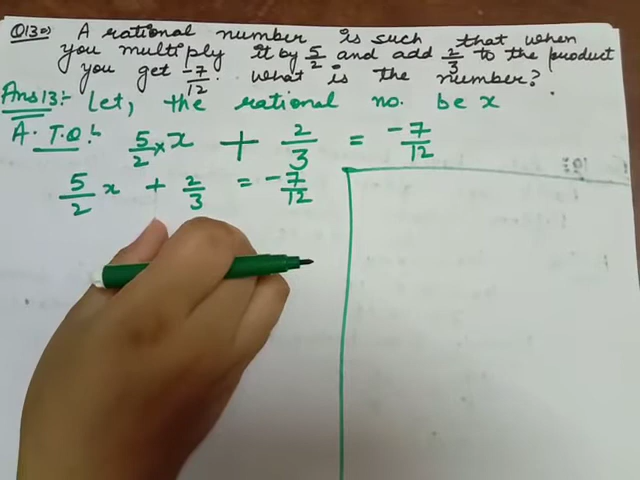 Q13⇒ A rational number is such that when
you multiply it by 5/2 and add 2/3 to the product
you get -7/12. What is the number?
Ans13:- Let, the rational no. be x
A.T.Q: 5/2 × x + 2/3 = -7/12
5/2 x + 2/3 = -7/12